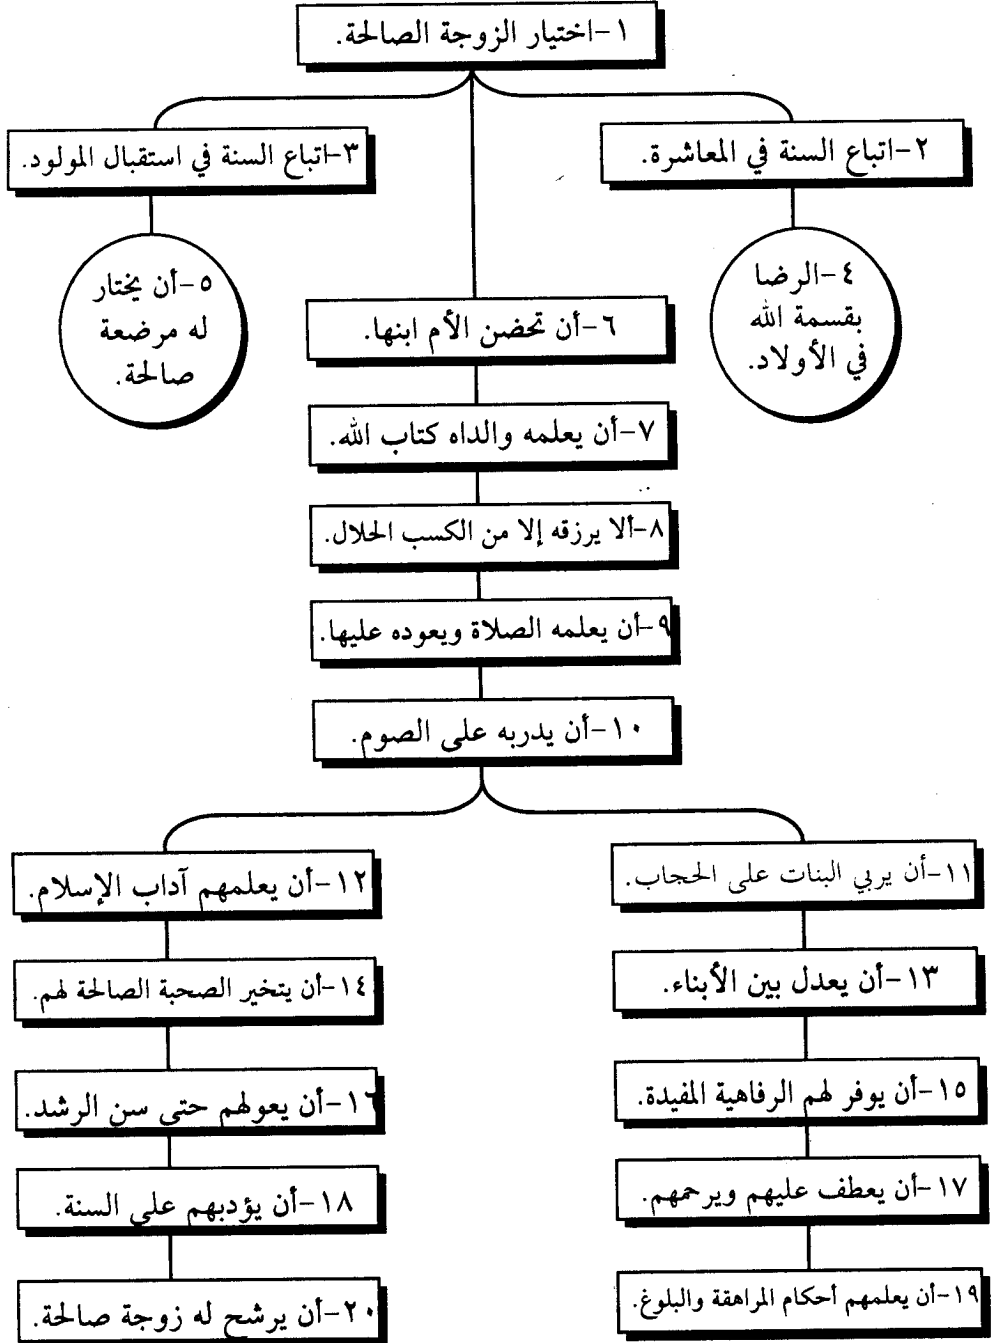 ١-اختيار الزوجة الصالحة.
٢-اتباع السنة في المعاشرة.
٣-اتباع السنة في استقبال المولود.
٤-الرضا
بقسمة الله
في الأولاد.
٥-أن يختار
له مرضعة
صالحة.
٦-أن تحضن الأم ابنها.
٧-أن يعلمه والداه كتاب الله.
٨-ألا يرزقه إلا من الكسب الحلال.
٩-أن يعلمه الصلاة ويعوده عليها.
١٠-أن يدربه على الصوم.
١١-أن يربي البنات على الحجاب.
١٢-أن يعلمهم آداب الإسلام.
١٣-أن يعدل بين الأبناء.
١٤-أن يتخير الصحبة الصالحة لهم.
١٥-أن يوفر لهم الرفاهية المفيدة.
١٦-أن يعولهم حتى سن الرشد.
١٧-أن يعطف عليهم ويرحمهم.
١٨-أن يؤدبهم على السنة.
١٩-أن يعلمهم أحكام المراهقة والبلوغ.
٢٠-أن يرشح له زوجة صالحة.